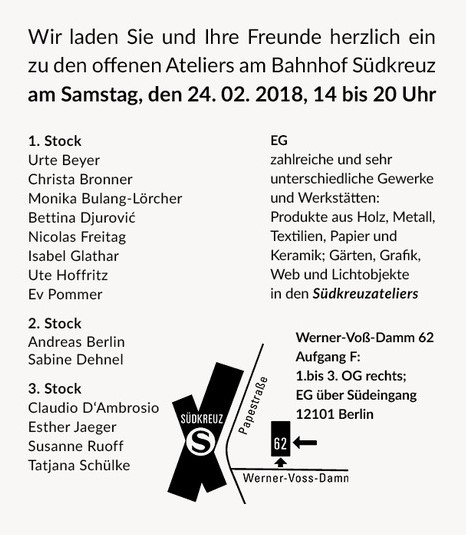 Wir laden Sie und Ihre Freunde herzlich ein
zu den offenen Ateliers am Bahnhof Südkreuz
am Samstag, den 24. 02. 2018, 14 bis 20 Uhr
1. Stock
Urte Beyer
Christa Bronner
Monika Bulang-Lörcher
Bettina Djurović
Nicolas Freitag
Isabel Glathar
Ute Hoffritz
Ev Pommer
2. Stock
Andreas Berlin
Sabine Dehnel
3. Stock
Claudio D‘Ambrosio
Esther Jaeger
Susanne Ruoff
Tatjana Schülke
EG
zahlreiche und sehr
unterschiedliche Gewerke
und Werkstätten:
Produkte aus Holz, Metall,
Textilien, Papier und
Keramik; Gärten, Grafik,
Web und Lichtobjekte
in den Südkreuzateliers
Werner-Voß-Damm 62
Aufgang F:
1.bis 3. OG rechts;
EG über Südeingang
12101 Berlin
SÜDKREUZ
S
Papestraße
62
Werner-Voss-Damm